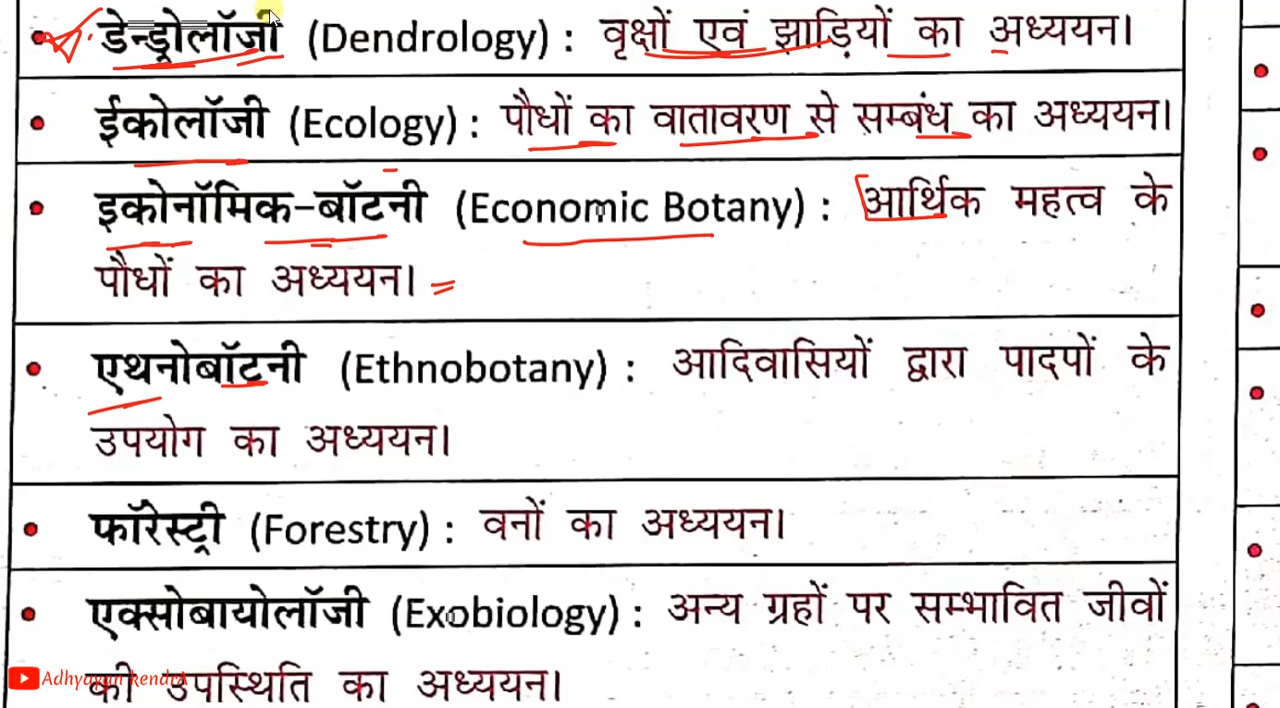 • डेन्ड्रोलॉजी (Dendrology) : वृक्षों एवं झाड़ियों का अध्ययन।
• ईकोलॉजी (Ecology) : पौधों का वातावरण से सम्बंध का अध्ययन।
• इकोनॉमिक-बॉटनी (Economic Botany) : आर्थिक महत्व के
पौधों का अध्ययन।
• एथनोबॉटनी (Ethnobotany) : आदिवासियों द्वारा पादपों के
उपयोग का अध्ययन।
• फॉरेस्ट्री (Forestry) : वनों का अध्ययन।
• एक्सोबायोलॉजी (Exobiology) : अन्य ग्रहों पर सम्भावित जीवों
की उपस्थिति का अध्ययन।
Adhyayan kendrA